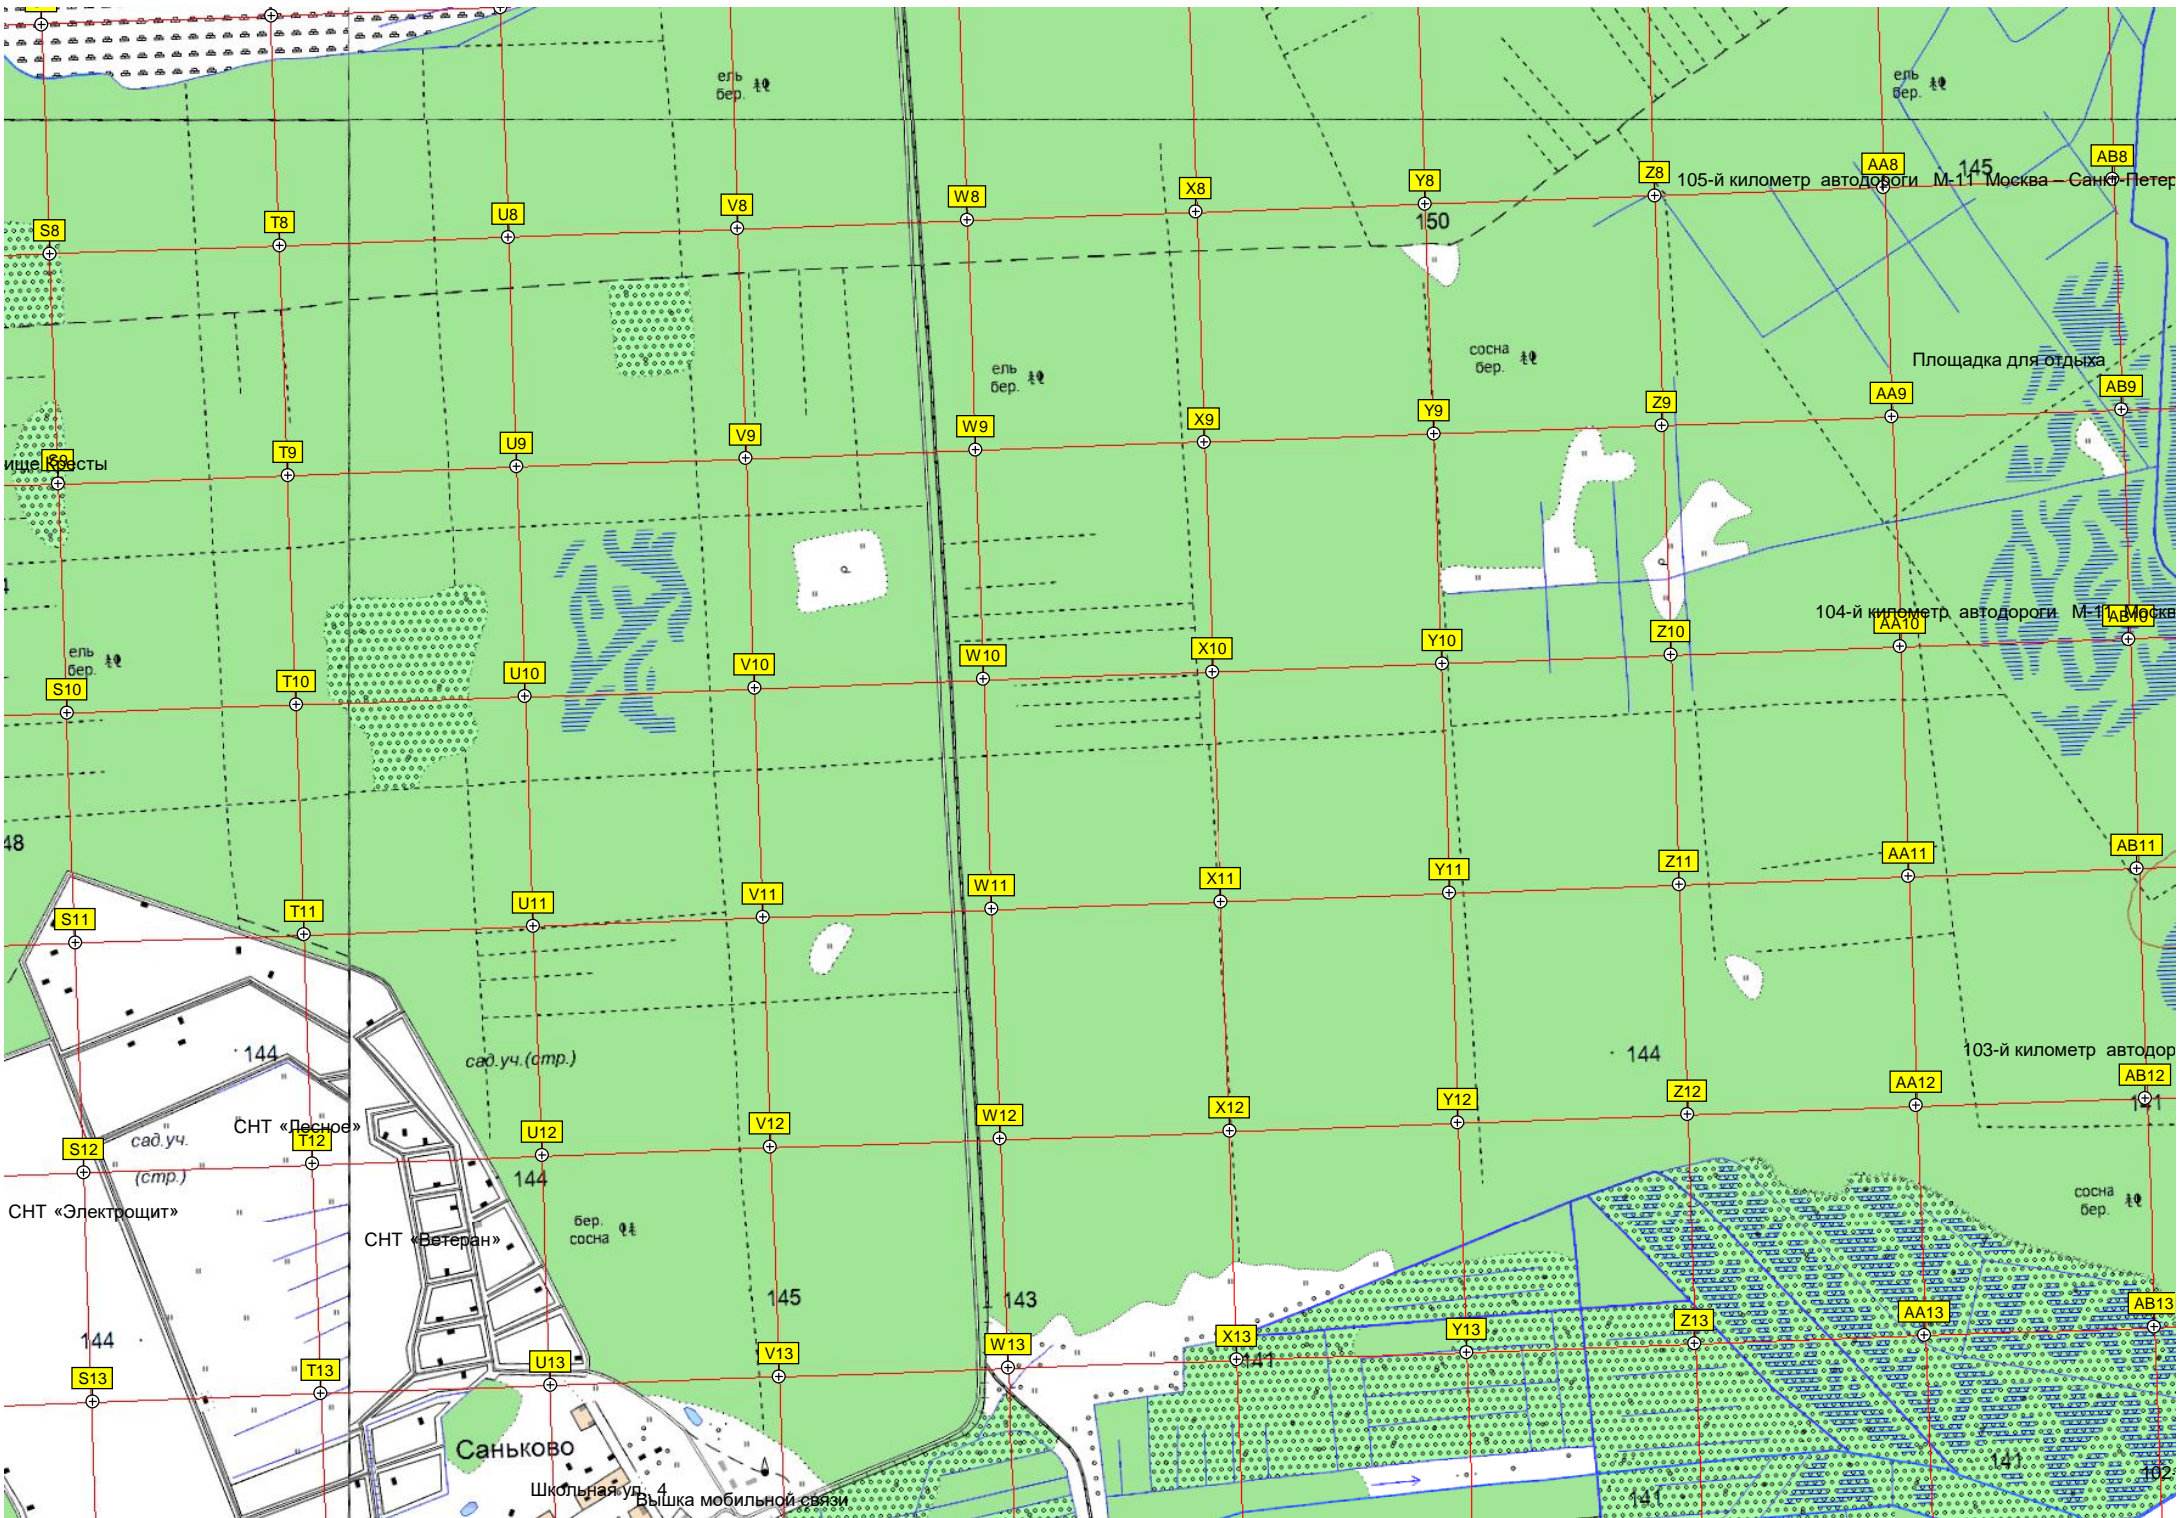 ель
бер.
ель
бер.
AB8
AA8
145
Z8
105-й километр автодороги М-11 Москва – Санкт-Петер
Y8
X8
W8
V8
U8
T8
S8
150
сосна
бер.
ель
бер.
Площадка для отдыха
AB9
AA9
Z9
Y9
X9
W9
V9
U9
T9
S9
ище Кресты
104-й километр автодороги М-11 Москв
AB10
AA10
Z10
Y10
X10
W10
V10
U10
T10
S10
ель
бер.
48
AB11
AA11
Z11
Y11
X11
W11
V11
U11
T11
S11
144
144
сад.уч.(стр.)
103-й километр автодор
AB12
AA12
Z12
Y12
X12
W12
V12
U12
T12
S12
141
СНТ «Лесное»
сад.уч.
(стр.)
144
СНТ «Электрощит»
СНТ «Ветеран»
бер.
сосна
сосна
бер.
145
143
144
AB13
AA13
Z13
Y13
X13
W13
V13
U13
T13
S13
141
Саньково
Школьная ул., 4
Вышка мобильной связи
141
141
102-